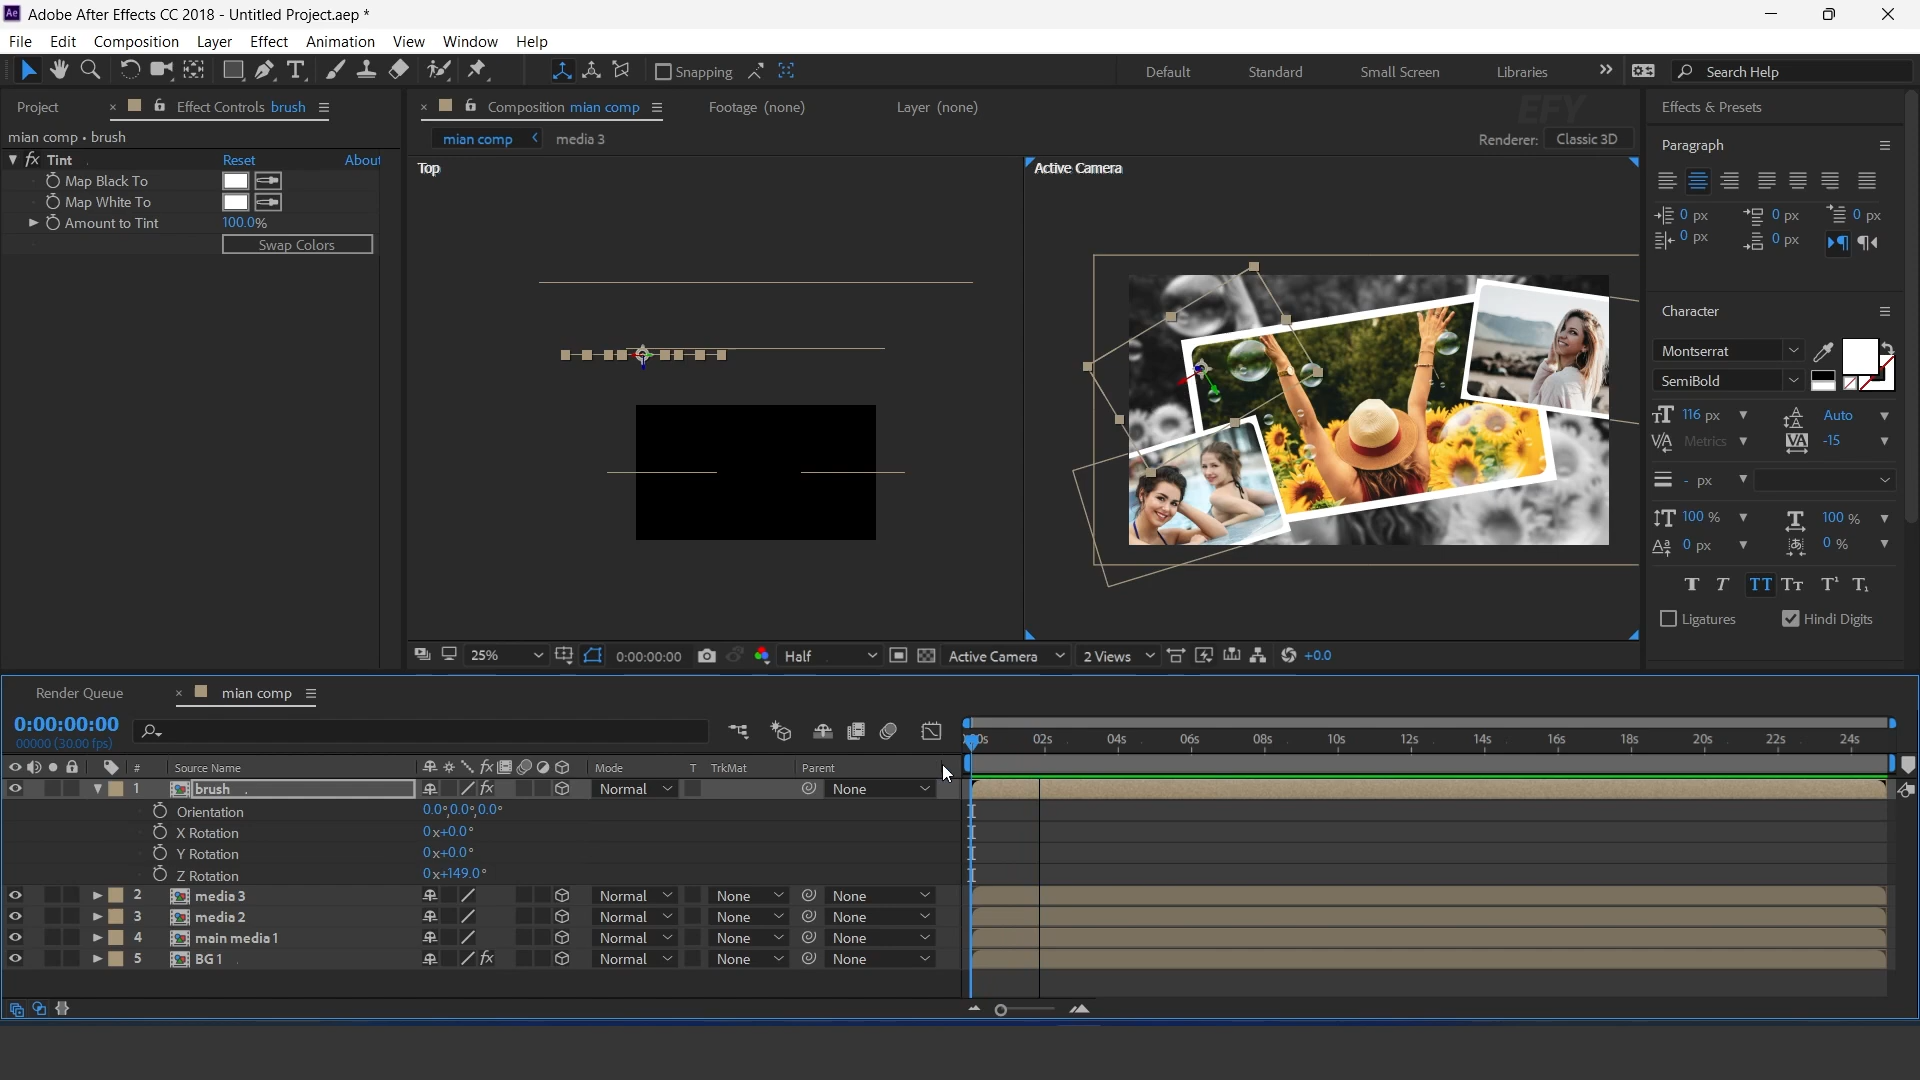 Ae Adobe After Effects CC 2018 - Untitled Project.aep *
File Edit Composition Layer Effect Animation View Window Help
Snapping Default Standard Small Screen Libraries Search Help
Project Effect Controls brush
mian comp • brush
fx Tint Reset About
Map Black To
Map White To
Amount to Tint 100.0%
Swap Colors
Composition mian comp Footage (none) Layer (none)
EFY
mian comp media 3 Renderer: Classic 3D
Top Active Camera
25% 0:00:00:00 Half Active Camera 2 Views +0.0
Effects & Presets
Paragraph
0 px 0 px 0 px
0 px 0 px
Character
Montserrat
SemiBold
116 px Auto
Metrics -15
- px
100 % 100 %
0 px 0 %
T T TT Tt T¹ T₁
Ligatures Hindi Digits
Render Queue mian comp
0:00:00:00
00000 (30.00 fps)
02s 04s 06s 08s 10s 12s 14s 16s 18s 20s 22s 24s
# Source Name Mode T TrkMat Parent
1 brush fx Normal None
Orientation 0.0°,0.0°,0.0°
X Rotation 0x+0.0°
Y Rotation 0x+0.0°
Z Rotation 0x+149.0°
2 media 3 Normal None None
3 media 2 Normal None None
4 main media 1 Normal None None
5 BG 1 fx Normal None None